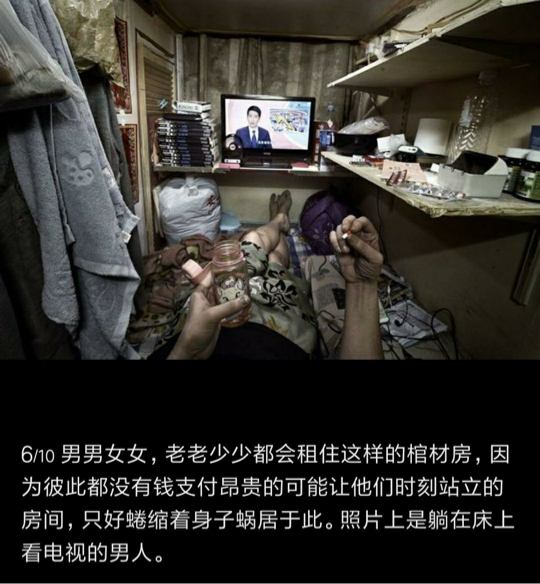 6/10 男男女女，老老少少都会租住这样的棺材房，因
为彼此都没有钱支付昂贵的可能让他们时刻站立的
房间，只好蜷缩着身子蜗居于此。照片上是躺在床上
看电视的男人。